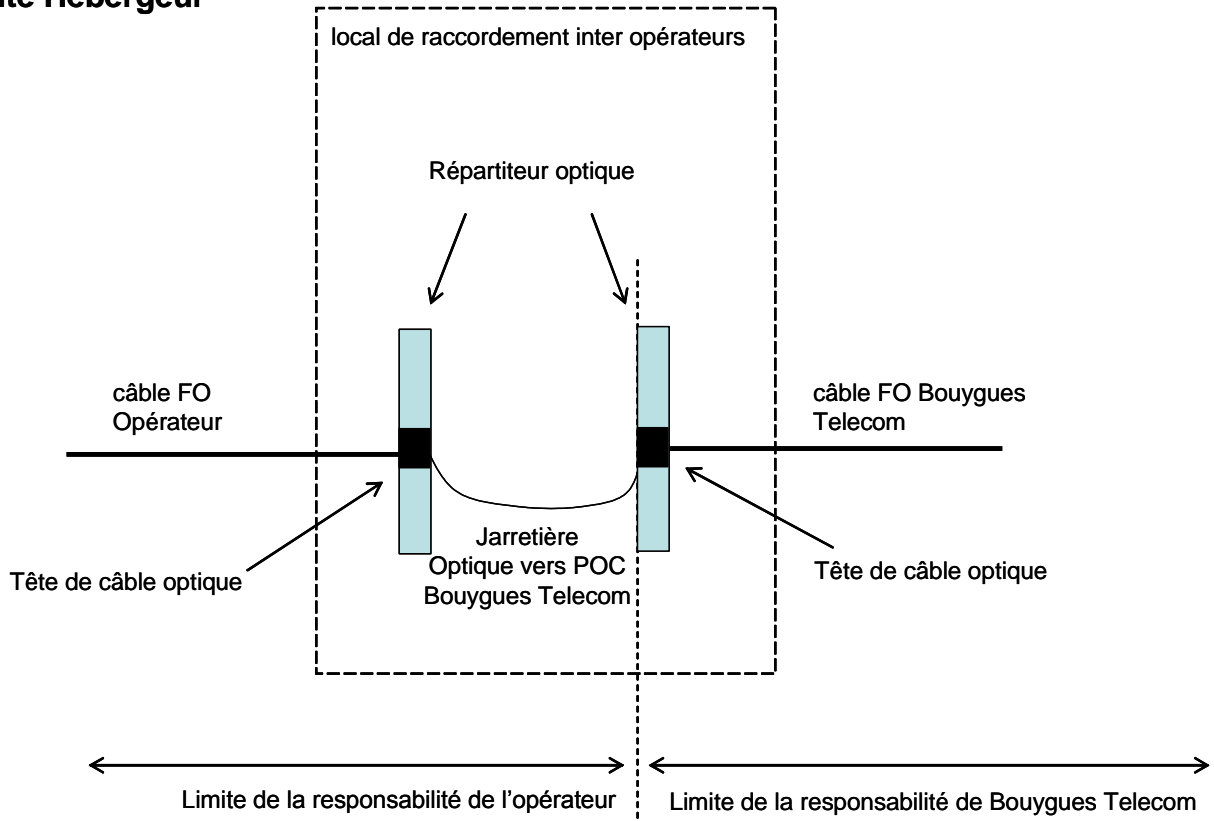 Hébergeur
local de raccordement inter opérateurs
Répartiteur optique
câble FO
Opérateur
câble FO Bouygues
Telecom
Jarretière
Optique vers POC
Bouygues Telecom
Tête de câble optique
Tête de câble optique
Limite de la responsabilité de l'opérateur
Limite de la responsabilité de Bouygues Telecom